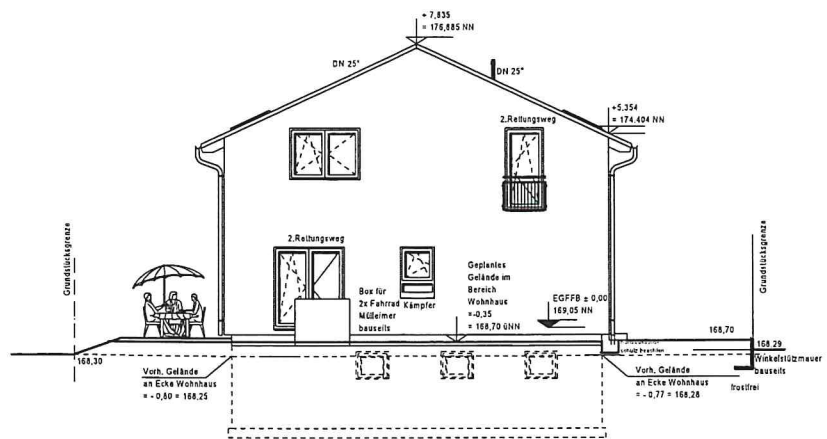 + 7,835
= 176,885 NN
DN 25°
DN 25°
+5,354
= 174.404 NN
2.Rettungsweg
Grundstücksgrenze
Grundstücksgrenze
2.Rettungsweg
Box für
2x Fahrrad
Mülleimer
bauseits
Kämpfer
Geplantes
Gelände im
Bereich
Wohnhaus
=-0,35
= 168,70 üNN
EGFFB ± 0,00
169,05 NN
168,70
168,30
168,29
Winkelstützmauer
bauseits
frostfrei
Vorh. Gelände
an Ecke Wohnhaus
= - 0,80 = 168,25
Vorh. Gelände
an Ecke Wohnhaus
= - 0,77 = 168,28